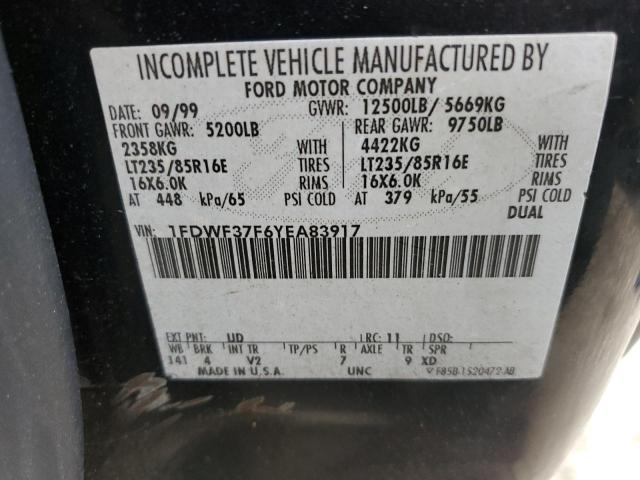 INCOMPLETE VEHICLE MANUFACTURED BY
FORD MOTOR COMPANY
DATE: 09/99 GVWR: 12500LB/ 5669KG
FRONT GAWR: 5200LB REAR GAWR: 9750LB
2358KG WITH 4422KG WITH
LT235/85R16E TIRES LT235/85R16E TIRES
16X6.0K RIMS 16X6.0K RIMS
AT 448 kPa/65 PSI COLD AT 379 kPa/55 PSI COLD
DUAL
VIN: 1FDWF37F6YEA83917
EXT PNT: UD RC: 11 DSO:
WB BRK INT TR TP/PS R AXLE TR SPR
141 4 V2 7 9 XD
MADE IN U.S.A. UNC F85B-1520472-AB